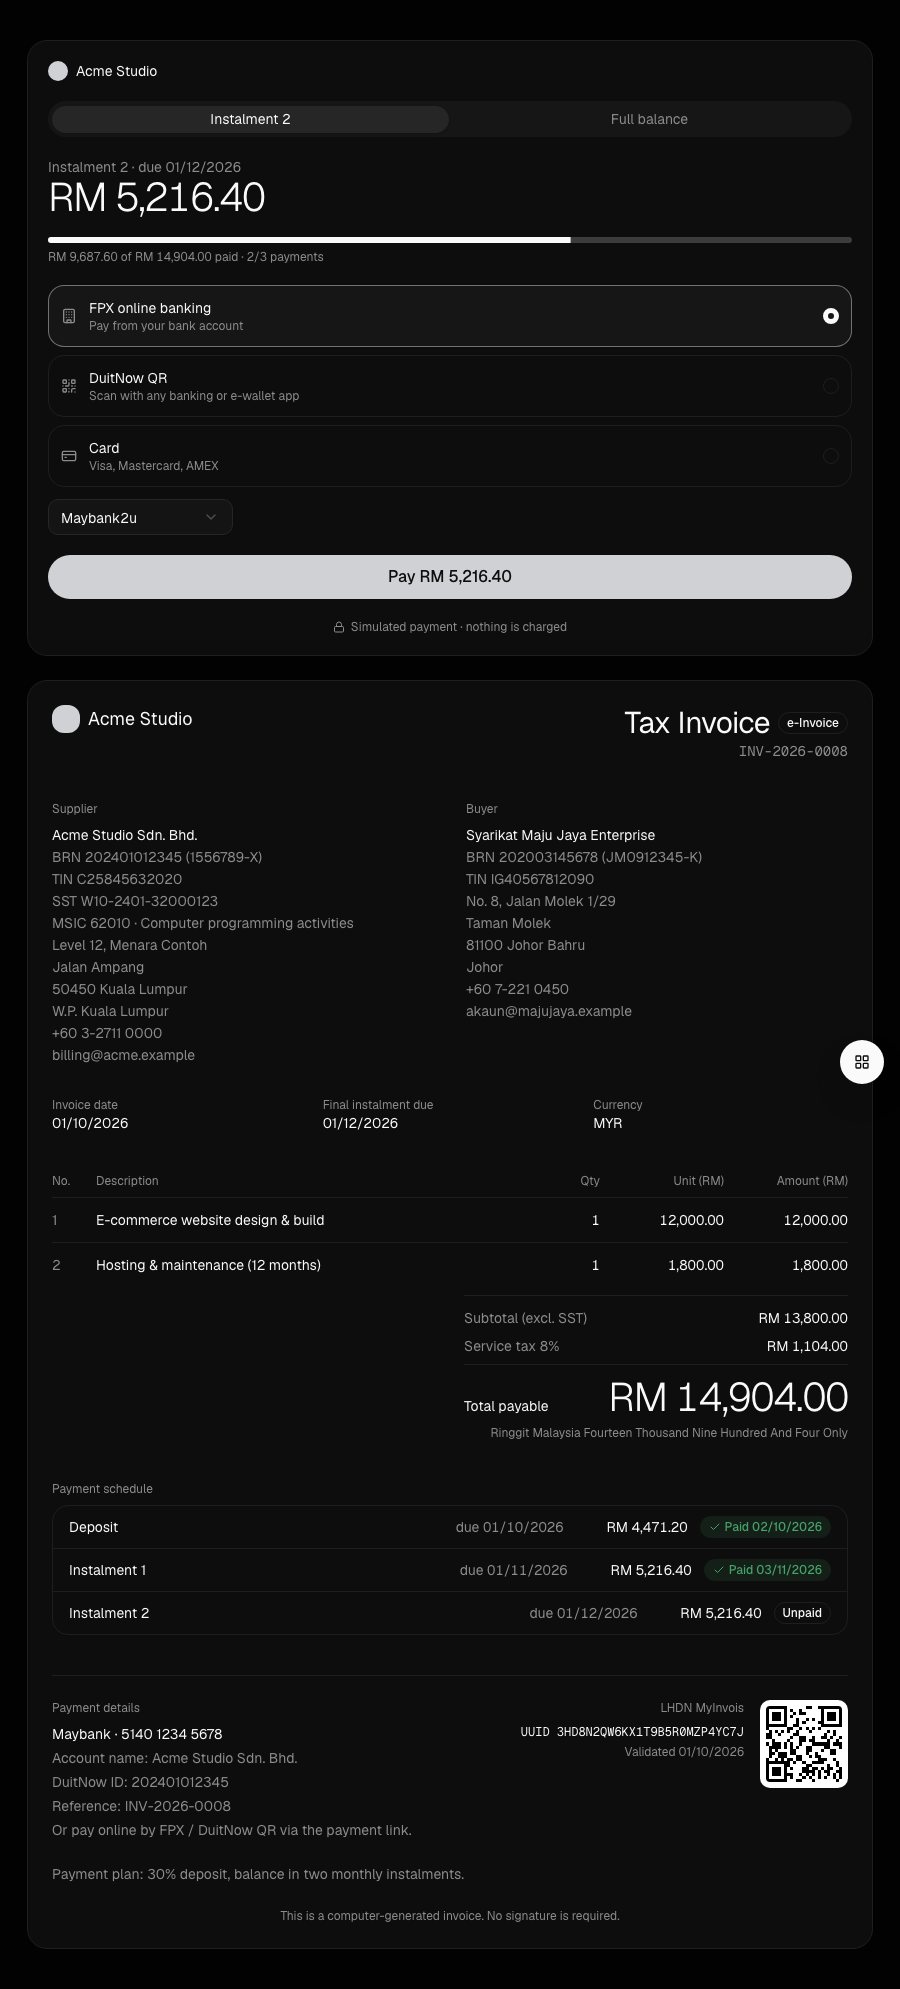 Acme Studio
Instalment 2
Full balance
Instalment 2 · due 01/12/2026
RM 5,216.40
RM 9,687.60 of RM 14,904.00 paid · 2/3 payments
FPX online banking
Pay from your bank account
DuitNow QR
Scan with any banking or e-wallet app
Card
Visa, Mastercard, AMEX
Maybank2u
Pay RM 5,216.40
Simulated payment · nothing is charged
Acme Studio
Tax Invoice e-Invoice
INV-2026-0008
Supplier
Acme Studio Sdn. Bhd.
BRN 202401012345 (1556789-X)
TIN C25845632020
SST W10-2401-32000123
MSIC 62010 · Computer programming activities
Level 12, Menara Contoh
Jalan Ampang
50450 Kuala Lumpur
W.P. Kuala Lumpur
+60 3-2711 0000
billing@acme.example
Buyer
Syarikat Maju Jaya Enterprise
BRN 202003145678 (JM0912345-K)
TIN IG40567812090
No. 8, Jalan Molek 1/29
Taman Molek
81100 Johor Bahru
Johor
+60 7-221 0450
akaun@majujaya.example
Invoice date
01/10/2026
Final instalment due
01/12/2026
Currency
MYR
No. Description Qty Unit (RM) Amount (RM)
1 E-commerce website design & build 1 12,000.00 12,000.00
2 Hosting & maintenance (12 months) 1 1,800.00 1,800.00
Subtotal (excl. SST) RM 13,800.00
Service tax 8% RM 1,104.00
Total payable RM 14,904.00
Ringgit Malaysia Fourteen Thousand Nine Hundred And Four Only
Payment schedule
Deposit due 01/10/2026 RM 4,471.20 Paid 02/10/2026
Instalment 1 due 01/11/2026 RM 5,216.40 Paid 03/11/2026
Instalment 2 due 01/12/2026 RM 5,216.40 Unpaid
Payment details
Maybank · 5140 1234 5678
Account name: Acme Studio Sdn. Bhd.
DuitNow ID: 202401012345
Reference: INV-2026-0008
Or pay online by FPX / DuitNow QR via the payment link.
LHDN MyInvois
UUID 3HD8N2QW6KX1T9B5R0MZP4YC7J
Validated 01/10/2026
Payment plan: 30% deposit, balance in two monthly instalments.
This is a computer-generated invoice. No signature is required.